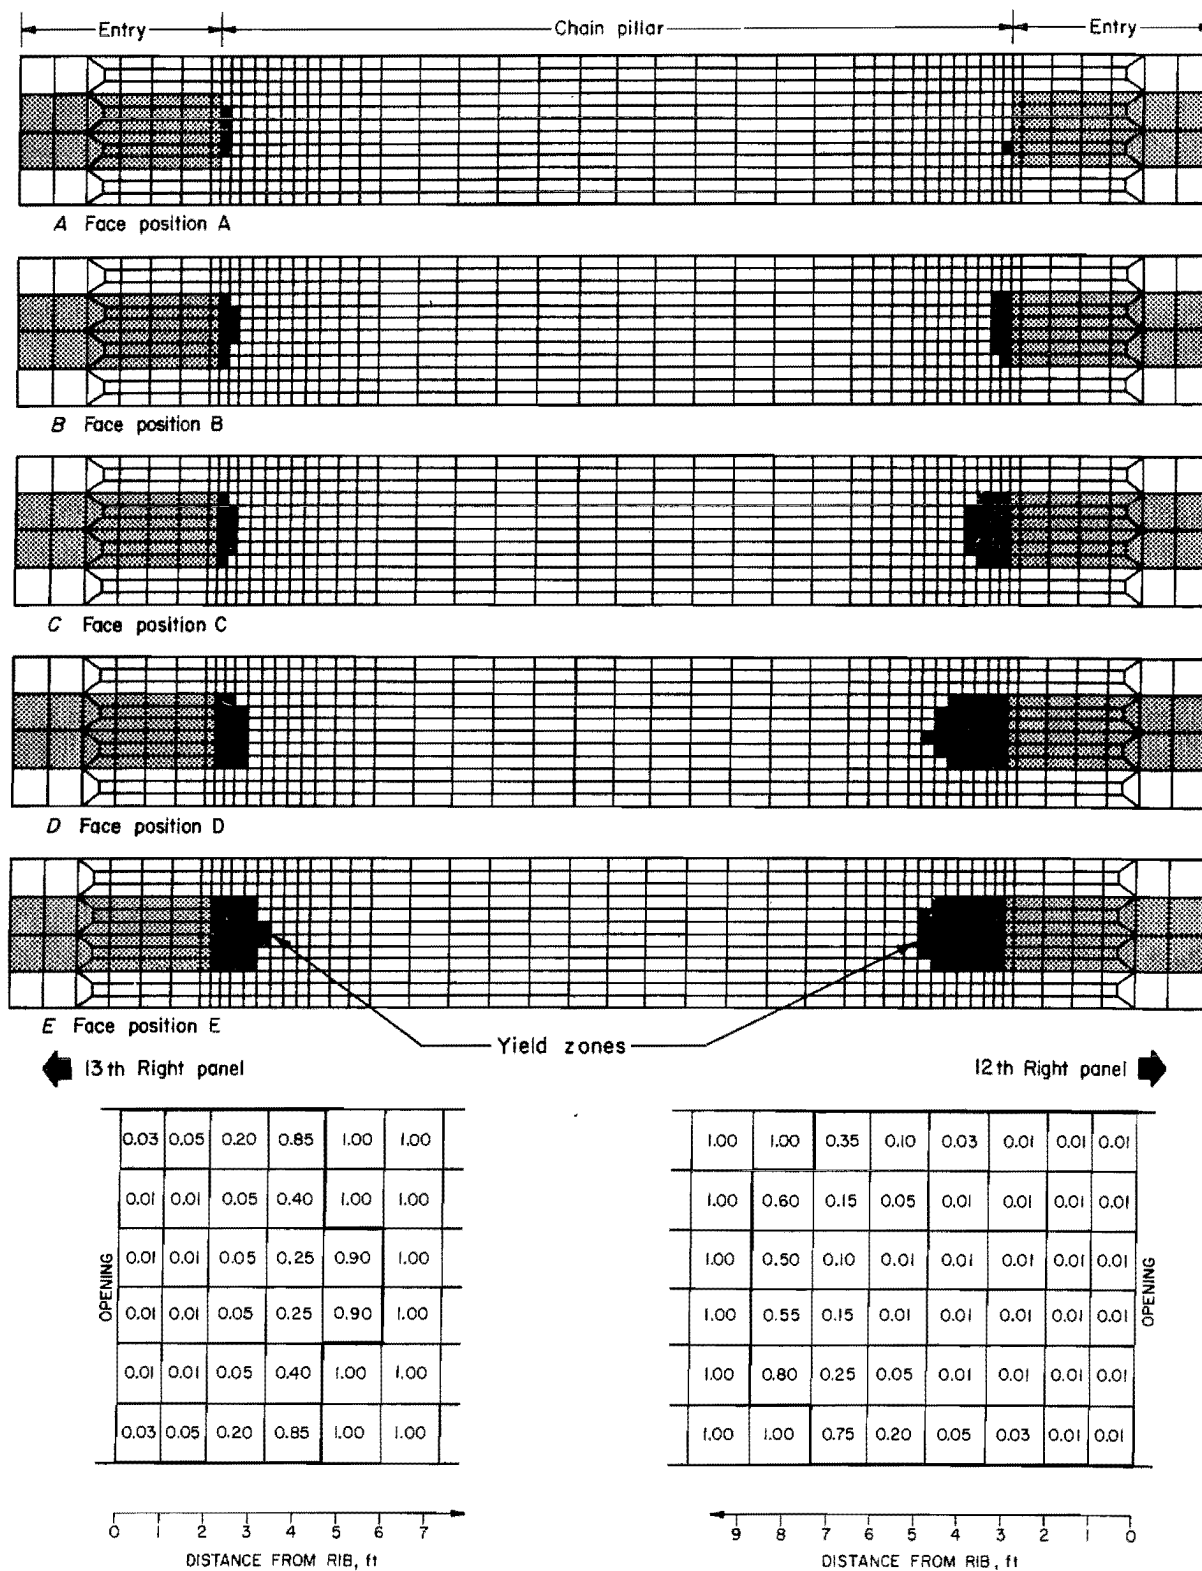 Entry Chain pillar Entry
A Face position A
B Face position B
C Face position C
D Face position D
E Face position E
Yield zones
13th Right panel 12th Right panel
0.03 0.05 0.20 0.85 1.00 1.00
0.01 0.01 0.05 0.40 1.00 1.00
0.01 0.01 0.05 0.25 0.90 1.00
0.01 0.01 0.05 0.25 0.90 1.00
0.01 0.01 0.05 0.40 1.00 1.00
0.03 0.05 0.20 0.85 1.00 1.00
OPENING
0 1 2 3 4 5 6 7
DISTANCE FROM RIB, ft
1.00 1.00 0.35 0.10 0.03 0.01 0.01 0.01
1.00 0.60 0.15 0.05 0.01 0.01 0.01 0.01
1.00 0.50 0.10 0.01 0.01 0.01 0.01 0.01
1.00 0.55 0.15 0.01 0.01 0.01 0.01 0.01
1.00 0.80 0.25 0.05 0.01 0.01 0.01 0.01
1.00 1.00 0.75 0.20 0.05 0.03 0.01 0.01
OPENING
9 8 7 6 5 4 3 2 1 0
DISTANCE FROM RIB, ft